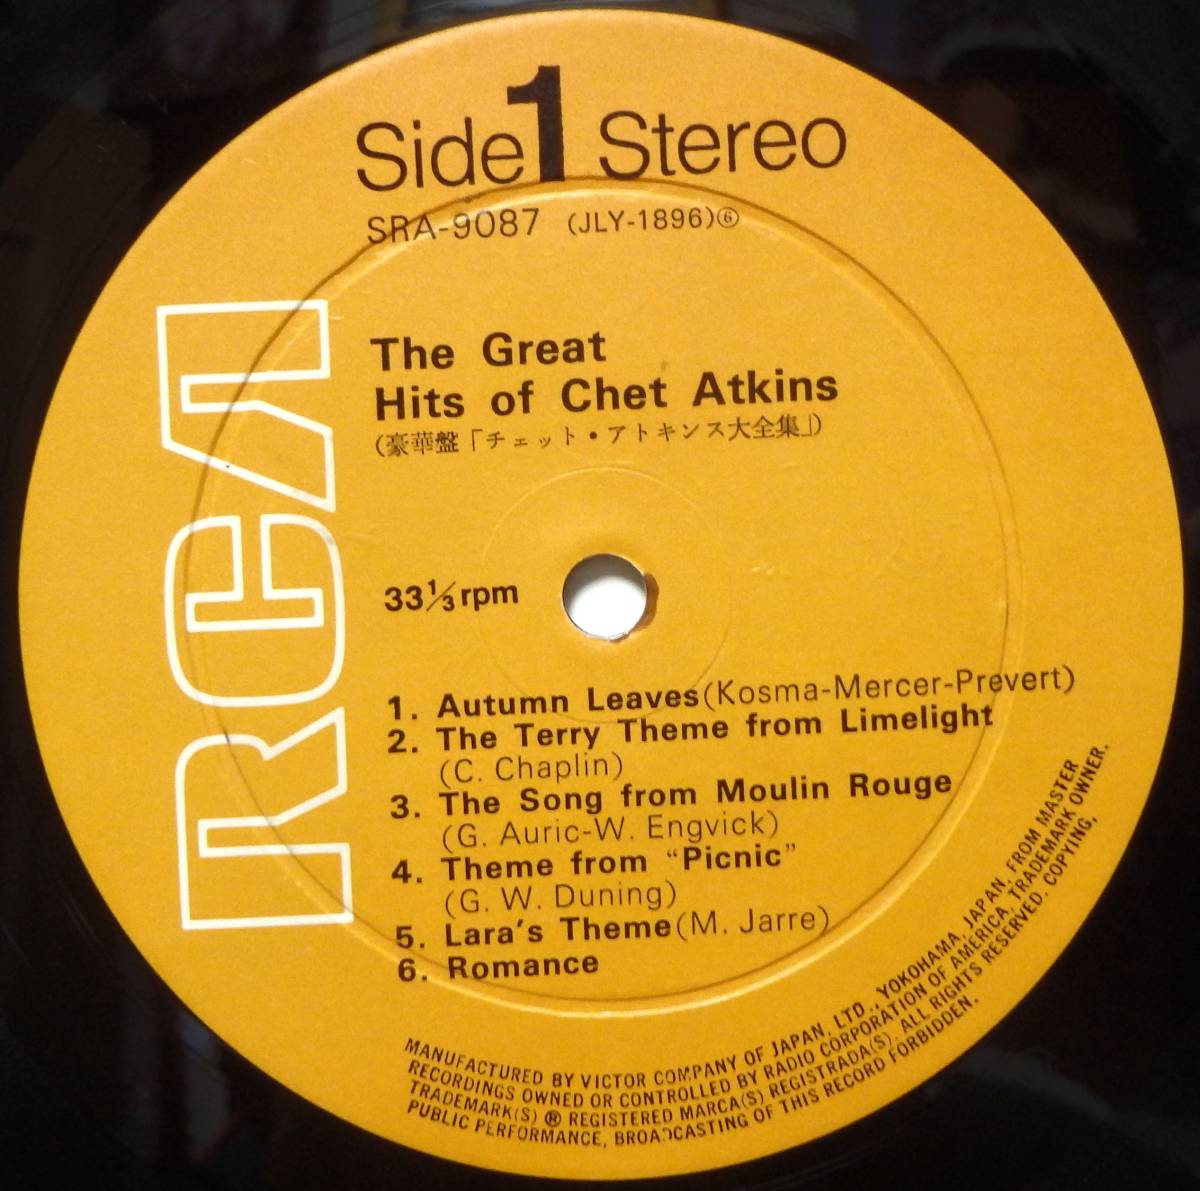 Side 1 Stereo
SRA-9087 (JLY-1896)⑥
RCA
The Great
Hits of Chet Atkins
(豪華盤「チェット・アトキンス大全集」)
33⅓ rpm
1. Autumn Leaves (Kosma-Mercer-Prevert)
2. The Terry Theme from Limelight
(C. Chaplin)
3. The Song from Moulin Rouge
(G. Auric-W. Engvick)
4. Theme from “Picnic”
(G. W. Duning)
5. Lara's Theme (M. Jarre)
6. Romance
MANUFACTURED BY VICTOR COMPANY OF JAPAN, LTD., YOKOHAMA, JAPAN, FROM MASTER
RECORDINGS OWNED OR CONTROLLED BY RADIO CORPORATION OF AMERICA, TRADEMARK OWNER.
TRADEMARK(S) ® REGISTERED MARCA(S) REGISTRADA(S). ALL RIGHTS RESERVED. COPYING,
PUBLIC PERFORMANCE, BROADCASTING OF THIS RECORD FORBIDDEN.